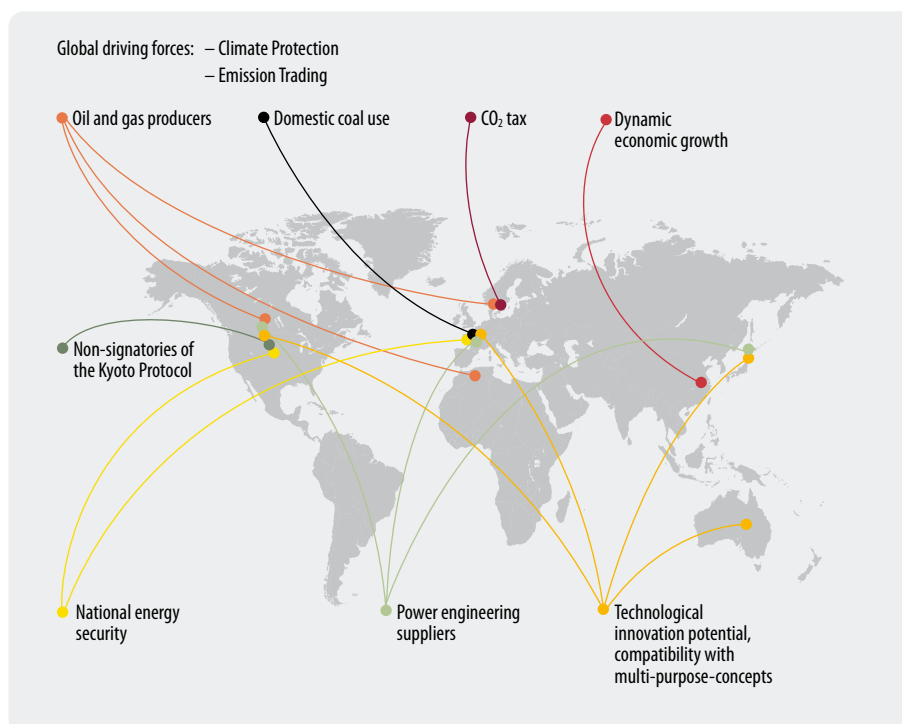 Global driving forces: – Climate Protection
– Emission Trading
Oil and gas producers
Domestic coal use
CO₂ tax
Dynamic
economic growth
Non-signatories of
the Kyoto Protocol
National energy
security
Power engineering
suppliers
Technological
innovation potential,
compatibility with
multi-purpose-concepts